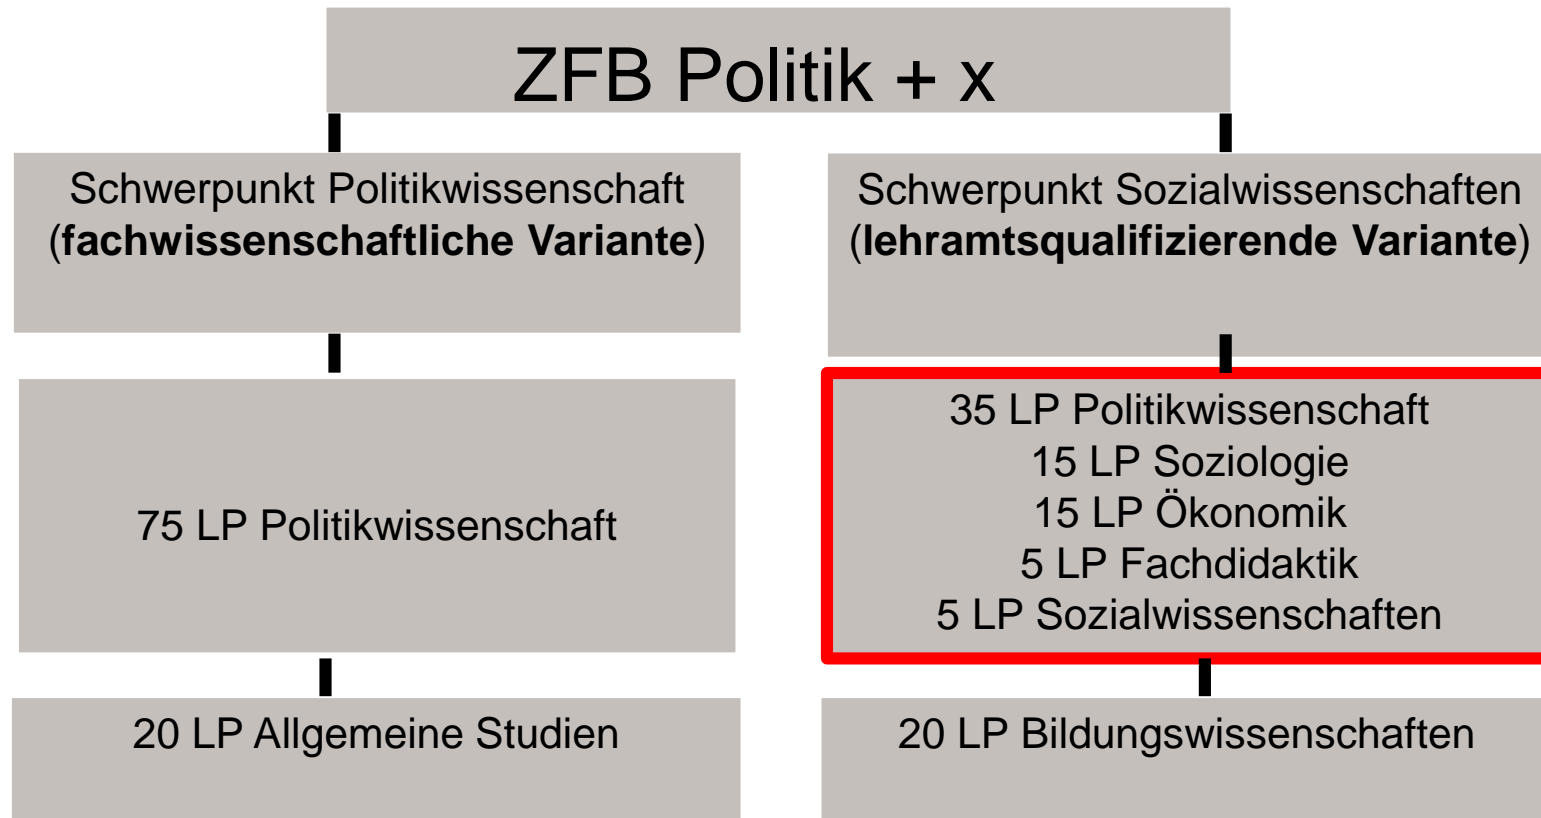 ZFB Politik + x
Schwerpunkt Politikwissenschaft
(fachwissenschaftliche Variante)
75 LP Politikwissenschaft
20 LP Allgemeine Studien
Schwerpunkt Sozialwissenschaften
(lehramtsqualifizierende Variante)
35 LP Politikwissenschaft
15 LP Soziologie
15 LP Ökonomik
5 LP Fachdidaktik
5 LP Sozialwissenschaften
20 LP Bildungswissenschaften